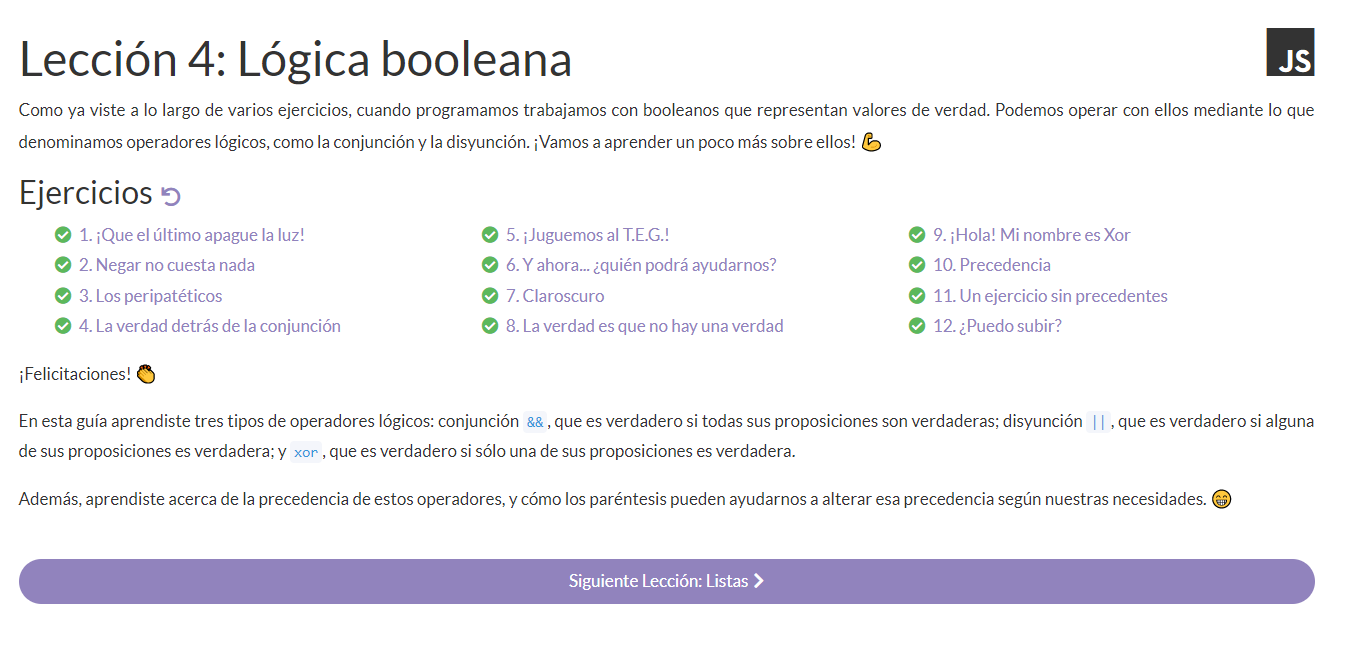 Lección 4: Lógica booleana
JS
Como ya viste a lo largo de varios ejercicios, cuando programamos trabajamos con booleanos que representan valores de verdad. Podemos operar con ellos mediante lo que
denominamos operadores lógicos, como la conjunción y la disyunción. ¡Vamos a aprender un poco más sobre ellos! 💪
Ejercicios
1. ¡Que el último apague la luz!
2. Negar no cuesta nada
3. Los peripatéticos
4. La verdad detrás de la conjunción
5. ¡Juguemos al T.E.G.!
6. Y ahora... ¿quién podrá ayudarnos?
7. Claroscuro
8. La verdad es que no hay una verdad
9. ¡Hola! Mi nombre es Xor
10. Precedencia
11. Un ejercicio sin precedentes
12. ¿Puedo subir?
¡Felicitaciones! 👏
En esta guía aprendiste tres tipos de operadores lógicos: conjunción &&, que es verdadero si todas sus proposiciones son verdaderas; disyunción ||, que es verdadero si alguna
de sus proposiciones es verdadera; y xor, que es verdadero si sólo una de sus proposiciones es verdadera.
Además, aprendiste acerca de la precedencia de estos operadores, y cómo los paréntesis pueden ayudarnos a alterar esa precedencia según nuestras necesidades. 😁
Siguiente Lección: Listas